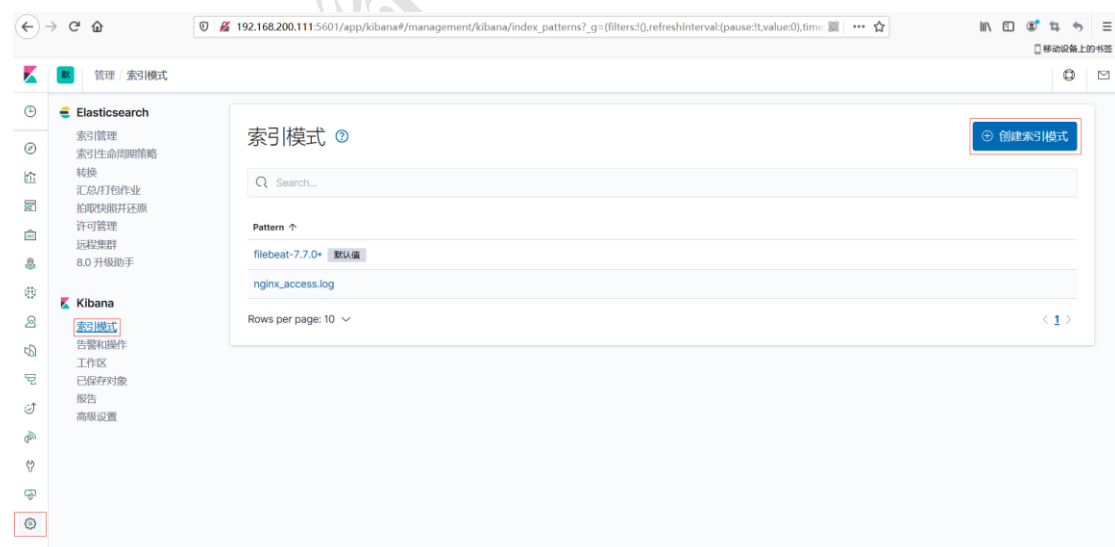 192.168.200.111:5601/app/kibana#/management/kibana/index_patterns?_g=(filters:!(),refreshInterval:(pause:!t,value:0),time
移动设备上的书签
默 管理 / 索引模式
Elasticsearch
索引管理
索引生命周期策略
转换
汇总/打包作业
拍取快照并还原
许可管理
远程集群
8.0 升级助手
Kibana
索引模式
告警和操作
工作区
已保存对象
报告
高级设置
索引模式
创建索引模式
Search...
Pattern ↑
filebeat-7.7.0* 默认值
nginx_access.log
Rows per page: 10
< 1 >